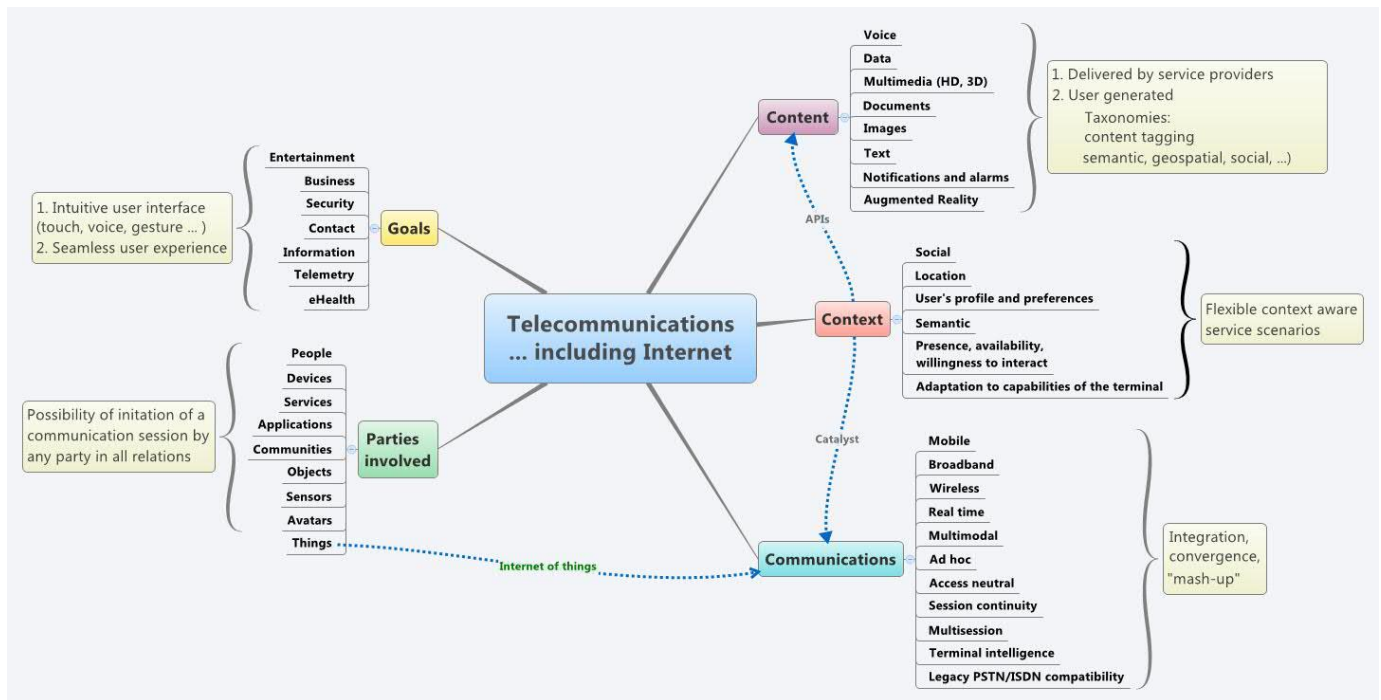 Telecommunications
... including Internet
Content
Voice
Data
Multimedia (HD, 3D)
Documents
Images
Text
Notifications and alarms
Augmented Reality
1. Delivered by service providers
2. User generated
Taxonomies:
content tagging
semantic, geospatial, social, ...)
APIs
Context
Social
Location
User's profile and preferences
Semantic
Presence, availability,
willingness to interact
Adaptation to capabilities of the terminal
Flexible context aware
service scenarios
Catalyst
Communications
Mobile
Broadband
Wireless
Real time
Multimodal
Ad hoc
Access neutral
Session continuity
Multisession
Terminal intelligence
Legacy PSTN/ISDN compatibility
Integration,
convergence,
"mash-up"
Goals
Entertainment
Business
Security
Contact
Information
Telemetry
eHealth
1. Intuitive user interface
(touch, voice, gesture ... )
2. Seamless user experience
Parties
involved
People
Devices
Services
Applications
Communities
Objects
Sensors
Avatars
Things
Possibility of initation of a
communication session by
any party in all relations
Internet of things